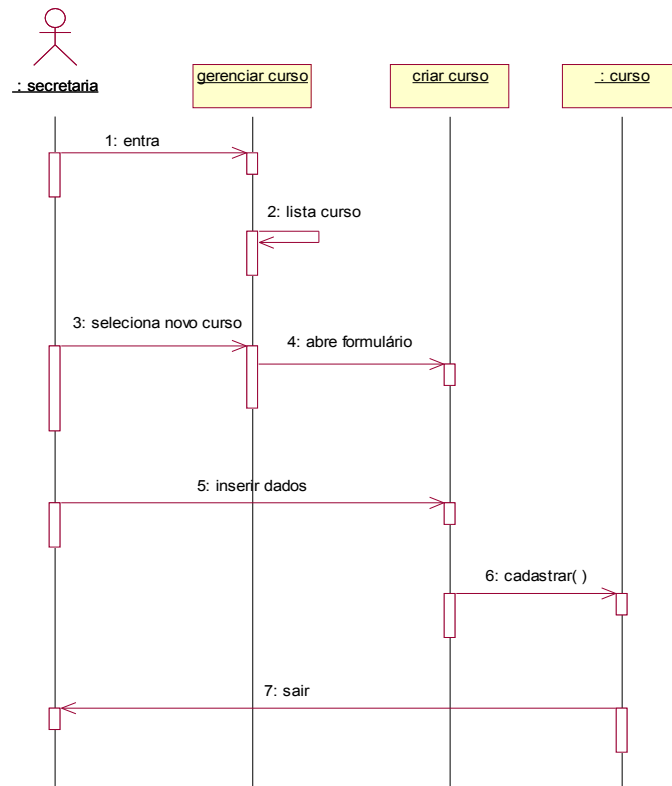 : secretaria
gerenciar curso
criar curso
: curso
1: entra
2: lista curso
3: seleciona novo curso
4: abre formulário
5: inserir dados
6: cadastrar( )
7: sair